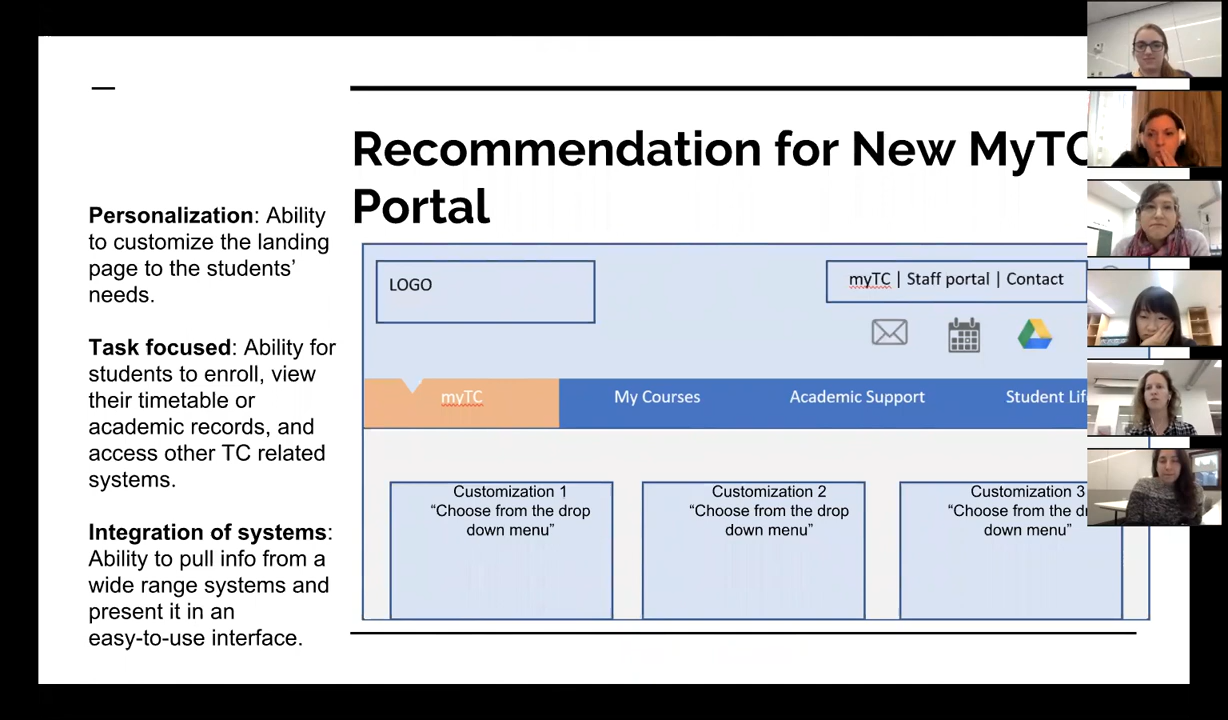 Recommendation for New MyTC
Portal
Personalization: Ability
to customize the landing
page to the students’
needs.
Task focused: Ability for
students to enroll, view
their timetable or
academic records, and
access other TC related
systems.
Integration of systems:
Ability to pull info from a
wide range systems and
present it in an
easy-to-use interface.
LOGO
myTC | Staff portal | Contact
myTC
My Courses
Academic Support
Student Lif
Customization 1
“Choose from the drop
down menu”
Customization 2
“Choose from the drop
down menu”
Customization 3
“Choose from the dr
down menu”